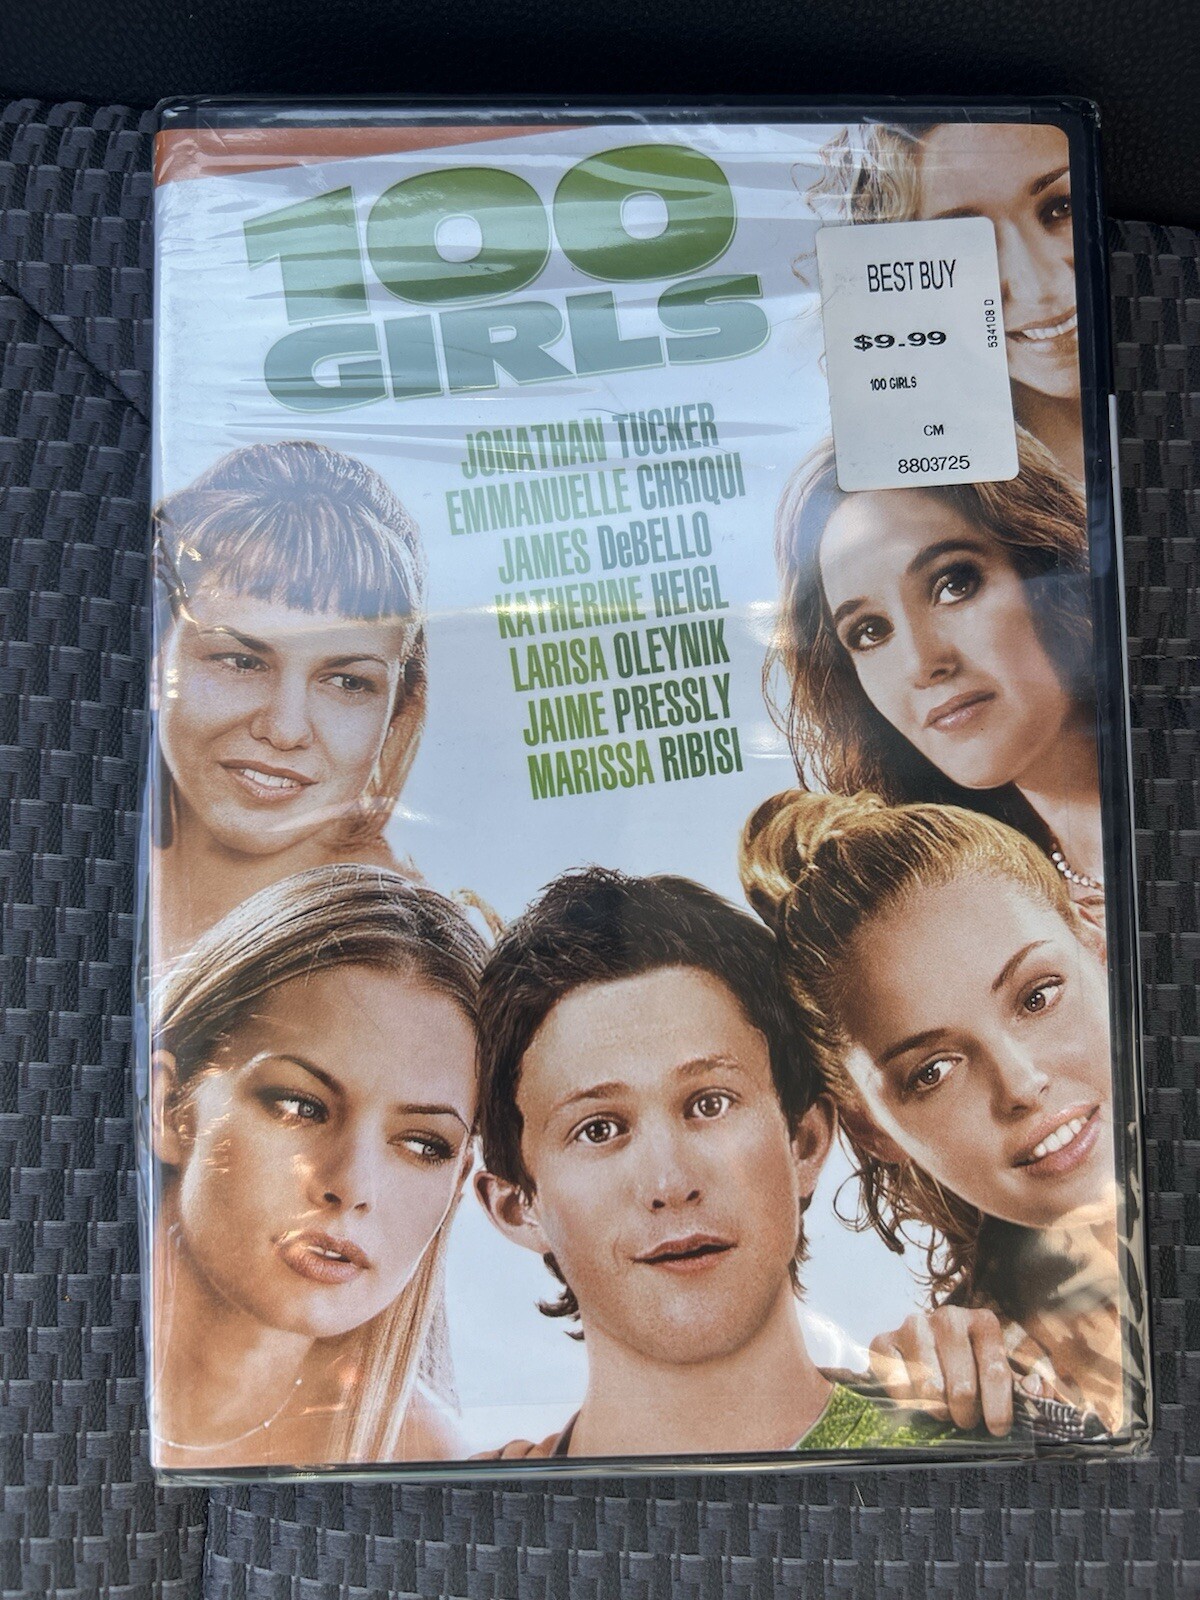 100
GIRLS
BEST BUY
$9.99
534108 D
100 GIRLS
CM
8803725
JONATHAN TUCKER
EMMANUELLE CHRIQUI
JAMES DeBELLO
KATHERINE HEIGL
LARISA OLEYNIK
JAIME PRESSLY
MARISSA RIBISI